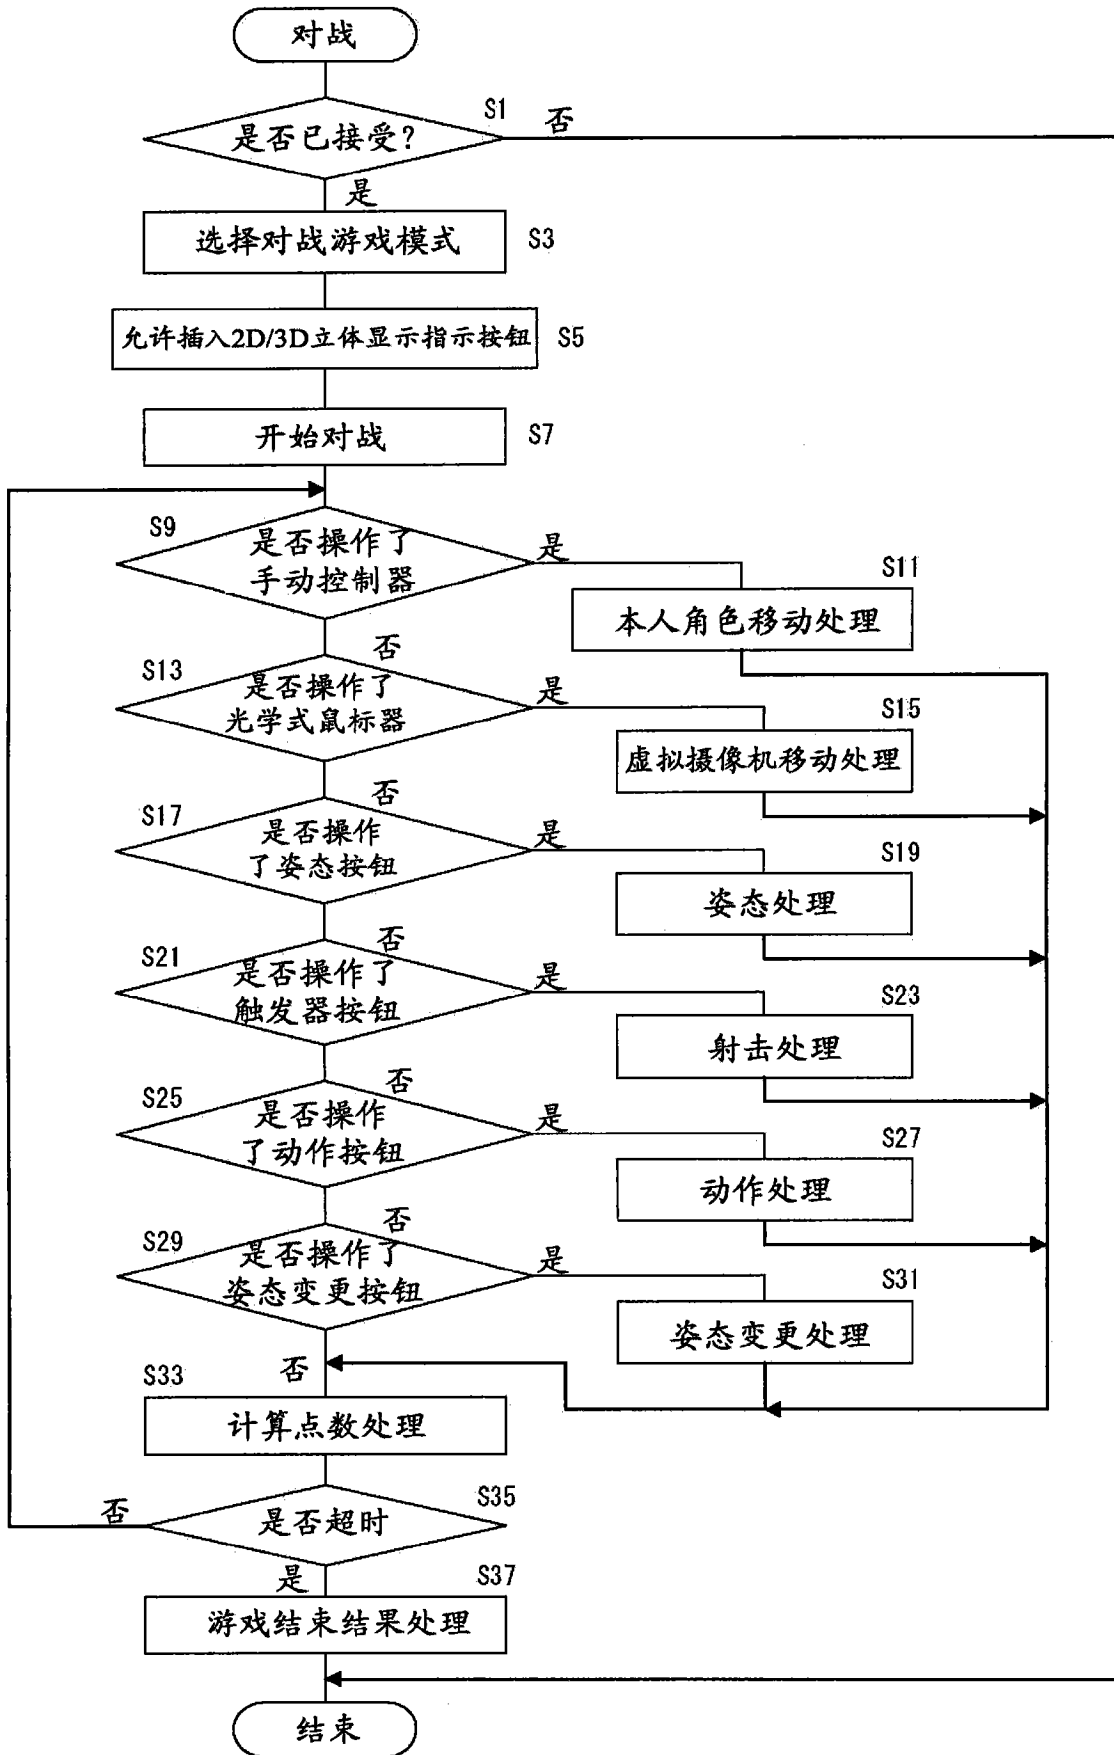 对战
S1
否
是否已接受?
是
选择对战游戏模式
S3
允许插入2D/3D立体显示指示按钮
S5
开始对战
S7
S9
是否操作了
手动控制器
是
S11
本人角色移动处理
否
S13
是否操作了
光学式鼠标器
是
S15
虚拟摄像机移动处理
否
S17
是否操作
了姿态按钮
是
S19
姿态处理
否
S21
是否操作了
触发器按钮
是
S23
射击处理
否
S25
是否操作
了动作按钮
是
S27
动作处理
否
S29
是否操作了
姿态变更按钮
是
S31
姿态变更处理
否
S33
计算点数处理
S35
否
是否超时
是
S37
游戏结束结果处理
结束